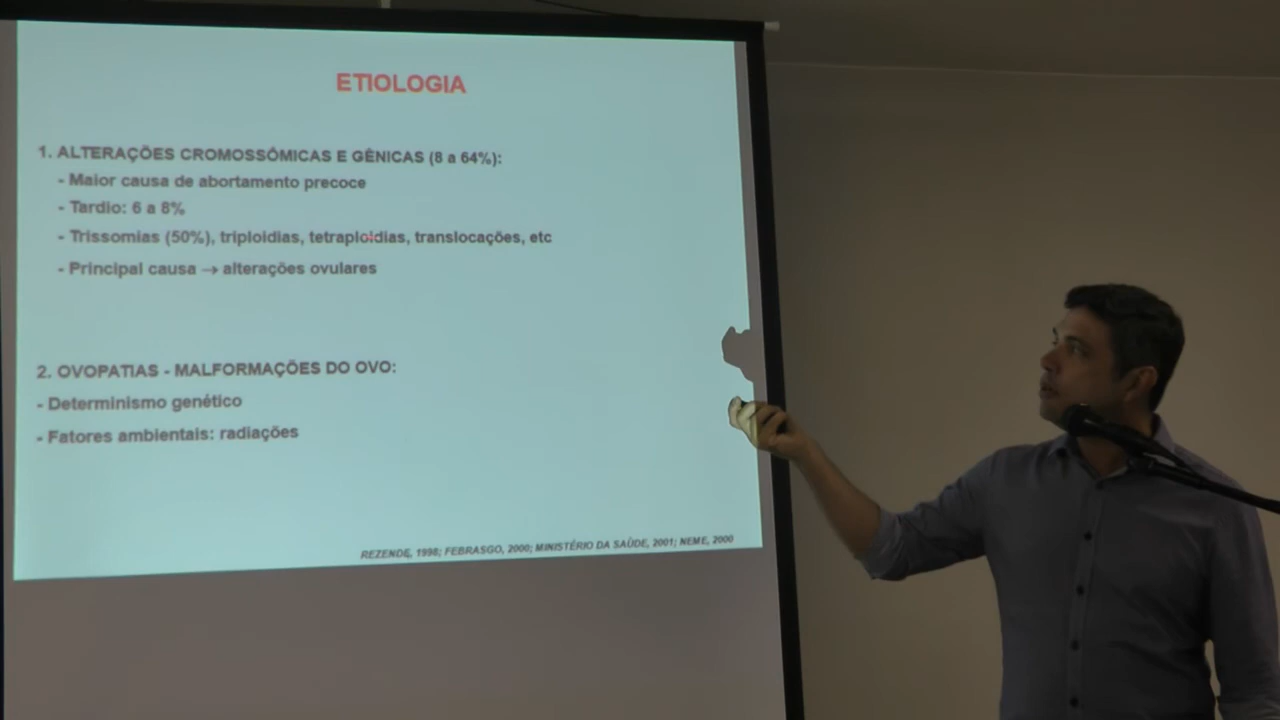 ETIOLOGIA
1. ALTERAÇÕES CROMOSSÔMICAS E GÊNICAS (8 a 64%):
- Maior causa de abortamento precoce
- Tardio: 6 a 8%
- Trissomias (50%), triploidias, tetraploidias, translocações, etc
- Principal causa → alterações ovulares
2. OVOPATIAS - MALFORMAÇÕES DO OVO:
- Determinismo genético
- Fatores ambientais: radiações
REZENDE, 1998; FEBRASGO, 2000; MINISTÉRIO DA SAÚDE, 2001; NEME, 2000